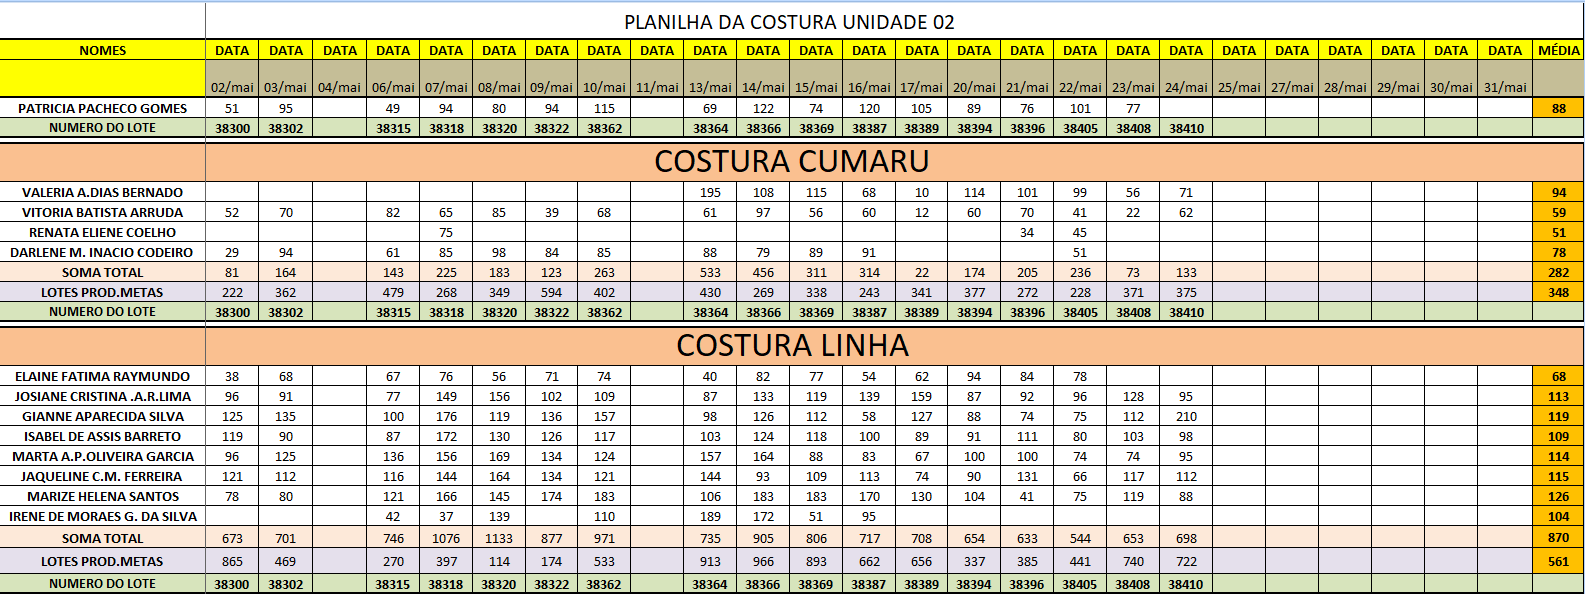 PLANILHA DA COSTURA UNIDADE 02
NOMES DATA DATA DATA DATA DATA DATA DATA DATA DATA DATA DATA DATA DATA DATA DATA DATA DATA DATA DATA DATA DATA DATA DATA DATA DATA MÉDIA
02/mai 03/mai 04/mai 06/mai 07/mai 08/mai 09/mai 10/mai 11/mai 13/mai 14/mai 15/mai 16/mai 17/mai 20/mai 21/mai 22/mai 23/mai 24/mai 25/mai 27/mai 28/mai 29/mai 30/mai 31/mai
PATRICIA PACHECO GOMES 51 95 49 94 80 94 115 69 122 74 120 105 89 76 101 77 88
NUMERO DO LOTE 38300 38302 38315 38318 38320 38322 38362 38364 38366 38369 38387 38389 38394 38396 38405 38408 38410
COSTURA CUMARU
VALERIA A.DIAS BERNADO 195 108 115 68 10 114 101 99 56 71 94
VITORIA BATISTA ARRUDA 52 70 82 65 85 39 68 61 97 56 60 12 60 70 41 22 62 59
RENATA ELIENE COELHO 75 34 45 51
DARLENE M. INACIO CODEIRO 29 94 61 85 98 84 85 88 79 89 91 51 78
SOMA TOTAL 81 164 143 225 183 123 263 533 456 311 314 22 174 205 236 73 133 282
LOTES PROD.METAS 222 362 479 268 349 594 402 430 269 338 243 341 377 272 228 371 375 348
NUMERO DO LOTE 38300 38302 38315 38318 38320 38322 38362 38364 38366 38369 38387 38389 38394 38396 38405 38408 38410
COSTURA LINHA
ELAINE FATIMA RAYMUNDO 38 68 67 76 56 71 74 40 82 77 54 62 94 84 78 68
JOSIANE CRISTINA .A.R.LIMA 96 91 77 149 156 102 109 87 133 119 139 159 87 92 96 128 95 113
GIANNE APARECIDA SILVA 125 135 100 176 119 136 157 98 126 112 58 127 88 74 75 112 210 119
ISABEL DE ASSIS BARRETO 119 90 87 172 130 126 117 103 124 118 100 89 91 111 80 103 98 109
MARTA A.P.OLIVEIRA GARCIA 96 125 136 156 169 134 124 157 164 88 83 67 100 100 74 74 95 114
JAQUELINE C.M. FERREIRA 121 112 116 144 164 134 121 144 93 109 113 74 90 131 66 117 112 115
MARIZE HELENA SANTOS 78 80 121 166 145 174 183 106 183 183 170 130 104 41 75 119 88 126
IRENE DE MORAES G. DA SILVA 42 37 139 110 189 172 51 95 104
SOMA TOTAL 673 701 746 1076 1133 877 971 735 905 806 717 708 654 633 544 653 698 870
LOTES PROD.METAS 865 469 270 397 114 174 533 913 966 893 662 656 337 385 441 740 722 561
NUMERO DO LOTE 38300 38302 38315 38318 38320 38322 38362 38364 38366 38369 38387 38389 38394 38396 38405 38408 38410